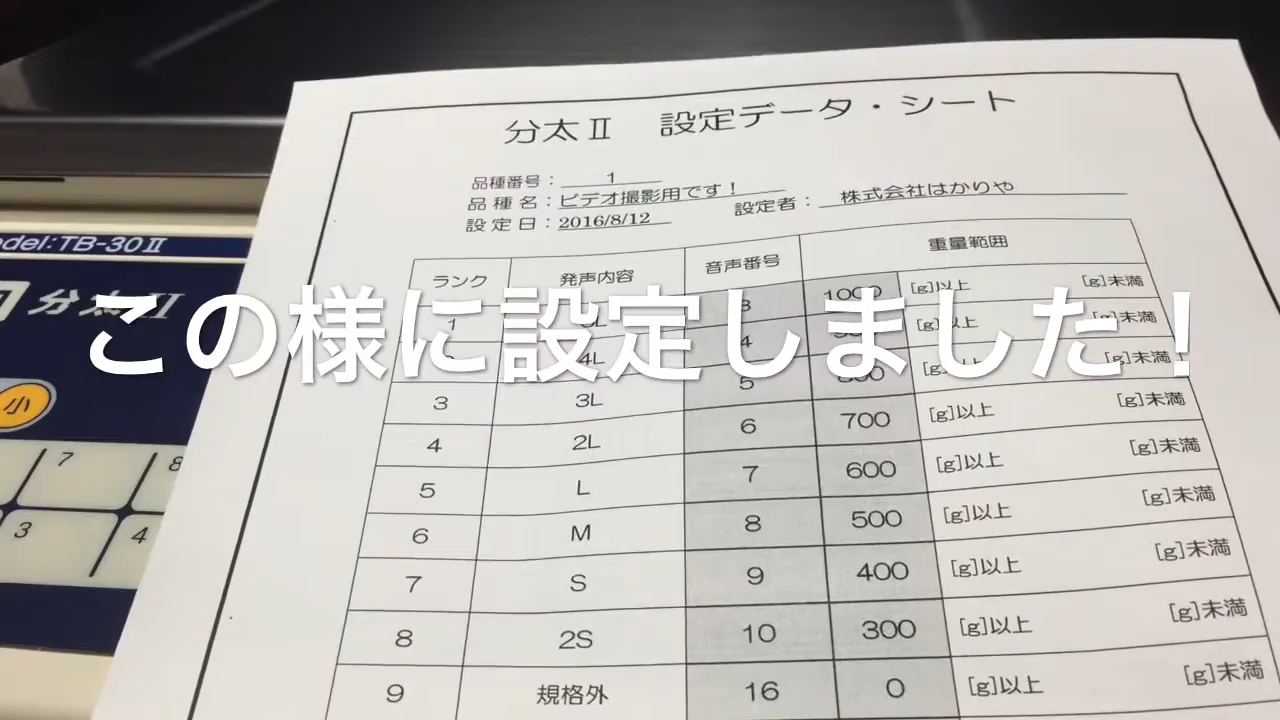 分太Ⅱ 設定データ・シート
品種番号： 1
品種名：ビデオ撮影用です！
設定日：2016/8/12 設定者： 株式会社はかりや
ランク 発声内容 音声番号 重量範囲
1 3 1000 [g]以上 [g]未満
4L 4 [g]以上 [g]未満
5 [g]以上 [g]未満
3 3L
4 2L 6 700 [g]以上 [g]未満
5 L 7 600 [g]以上 [g]未満
6 M 8 500 [g]以上 [g]未満
7 S 9 400 [g]以上 [g]未満
8 2S 10 300 [g]以上 [g]未満
9 規格外 16 0 [g]以上 [g]未満
この様に設定しました！
del:TB-30Ⅱ
分太Ⅱ
小
7 8
3 4